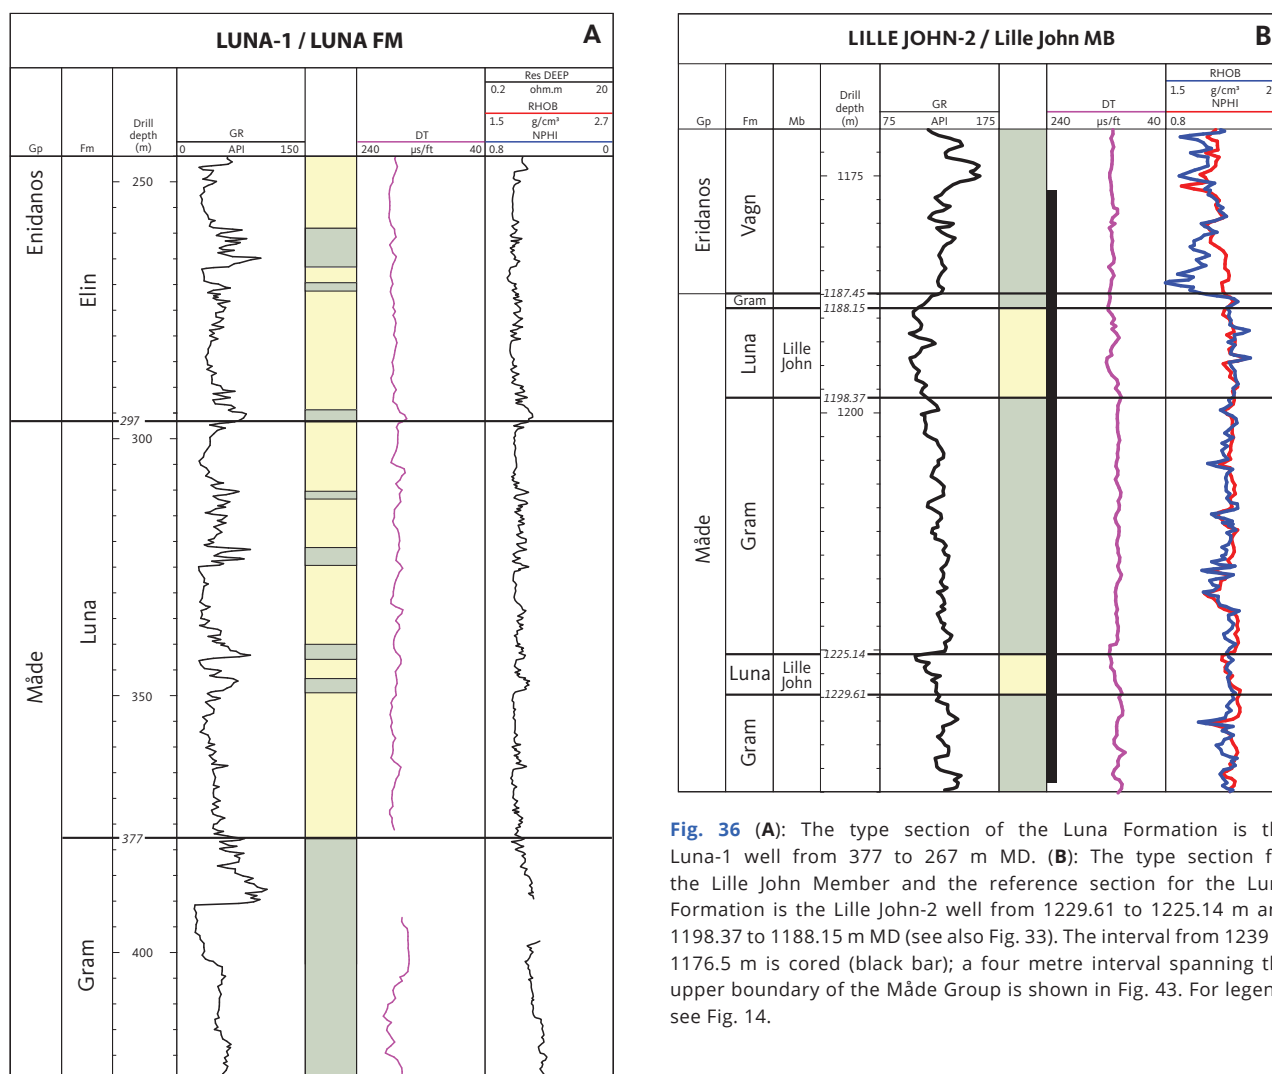 LUNA-1 / LUNA FM
A
Res DEEP
0.2 ohm.m 20
RHOB
1.5 g/cm³ 2.7
NPHI
0.8 0
Gp
Fm
Drill
depth
(m)
GR
0 API 150
DT
240 µs/ft 40
Enidanos
Elin
Måde
Luna
Gram
250
297
300
350
377
400
LILLE JOHN-2 / Lille John MB
B
RHOB
1.5 g/cm³ 2
NPHI
0.8
Gp
Fm
Mb
Drill
depth
(m)
GR
75 API 175
DT
240 µs/ft 40
Eridanos
Vagn
Måde
Gram
Luna
Lille
John
Gram
Luna
Lille
John
Gram
1175
1187.45
1188.15
1198.37
1200
1225.14
1229.61
Fig. 36 (A): The type section of the Luna Formation is th
Luna-1 well from 377 to 267 m MD. (B): The type section f
the Lille John Member and the reference section for the Lun
Formation is the Lille John-2 well from 1229.61 to 1225.14 m an
1198.37 to 1188.15 m MD (see also Fig. 33). The interval from 1239
1176.5 m is cored (black bar); a four metre interval spanning th
upper boundary of the Måde Group is shown in Fig. 43. For legen
see Fig. 14.